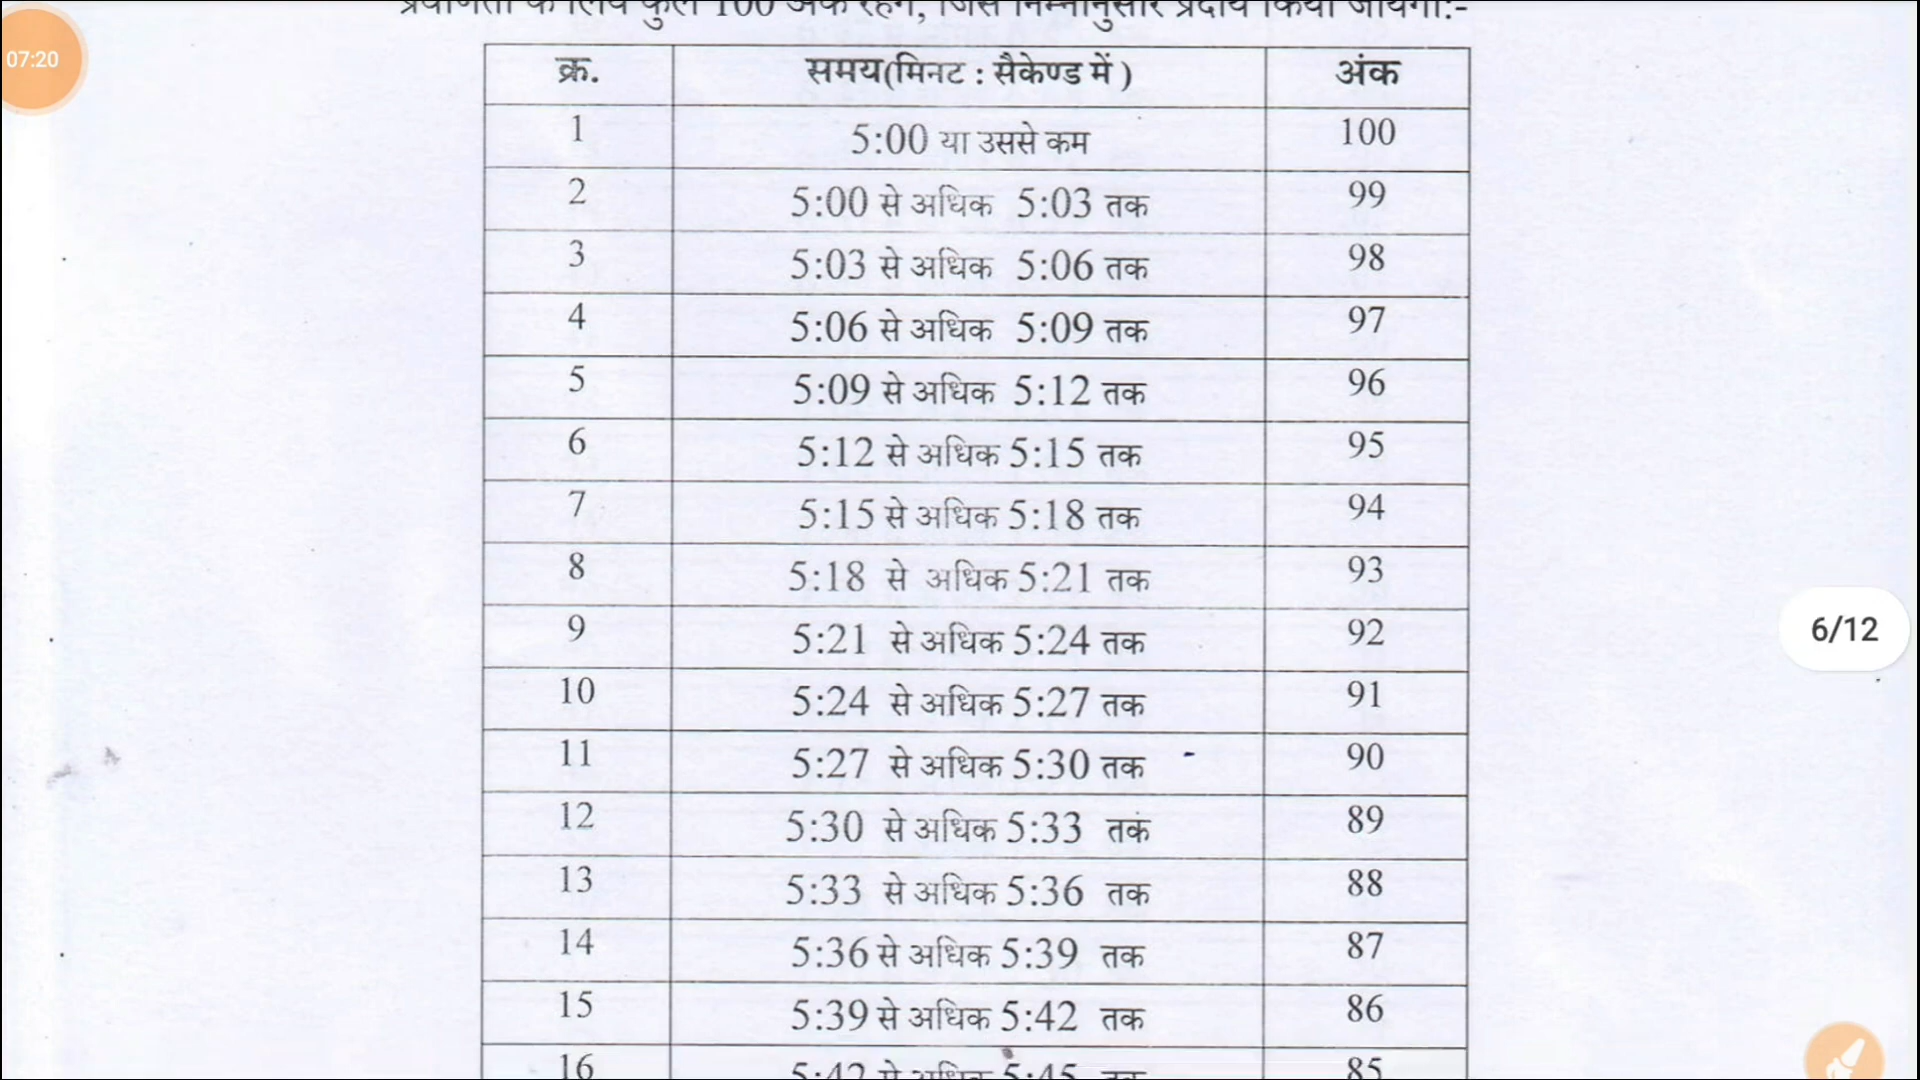 प्रवीणता के लिये कुल 100 अंक रहेंगे, जिसे निम्नानुसार प्रदाय किया जायेगा:-
07:20
क्र. समय(मिनट : सैकेण्ड में ) अंक
1 5:00 या उससे कम 100
2 5:00 से अधिक 5:03 तक 99
3 5:03 से अधिक 5:06 तक 98
4 5:06 से अधिक 5:09 तक 97
5 5:09 से अधिक 5:12 तक 96
6 5:12 से अधिक 5:15 तक 95
7 5:15 से अधिक 5:18 तक 94
8 5:18 से अधिक 5:21 तक 93
9 5:21 से अधिक 5:24 तक 92
6/12
10 5:24 से अधिक 5:27 तक 91
11 5:27 से अधिक 5:30 तक 90
12 5:30 से अधिक 5:33 तक 89
13 5:33 से अधिक 5:36 तक 88
14 5:36 से अधिक 5:39 तक 87
15 5:39 से अधिक 5:42 तक 86
16 5:42 से अधिक 5:45 तक 85